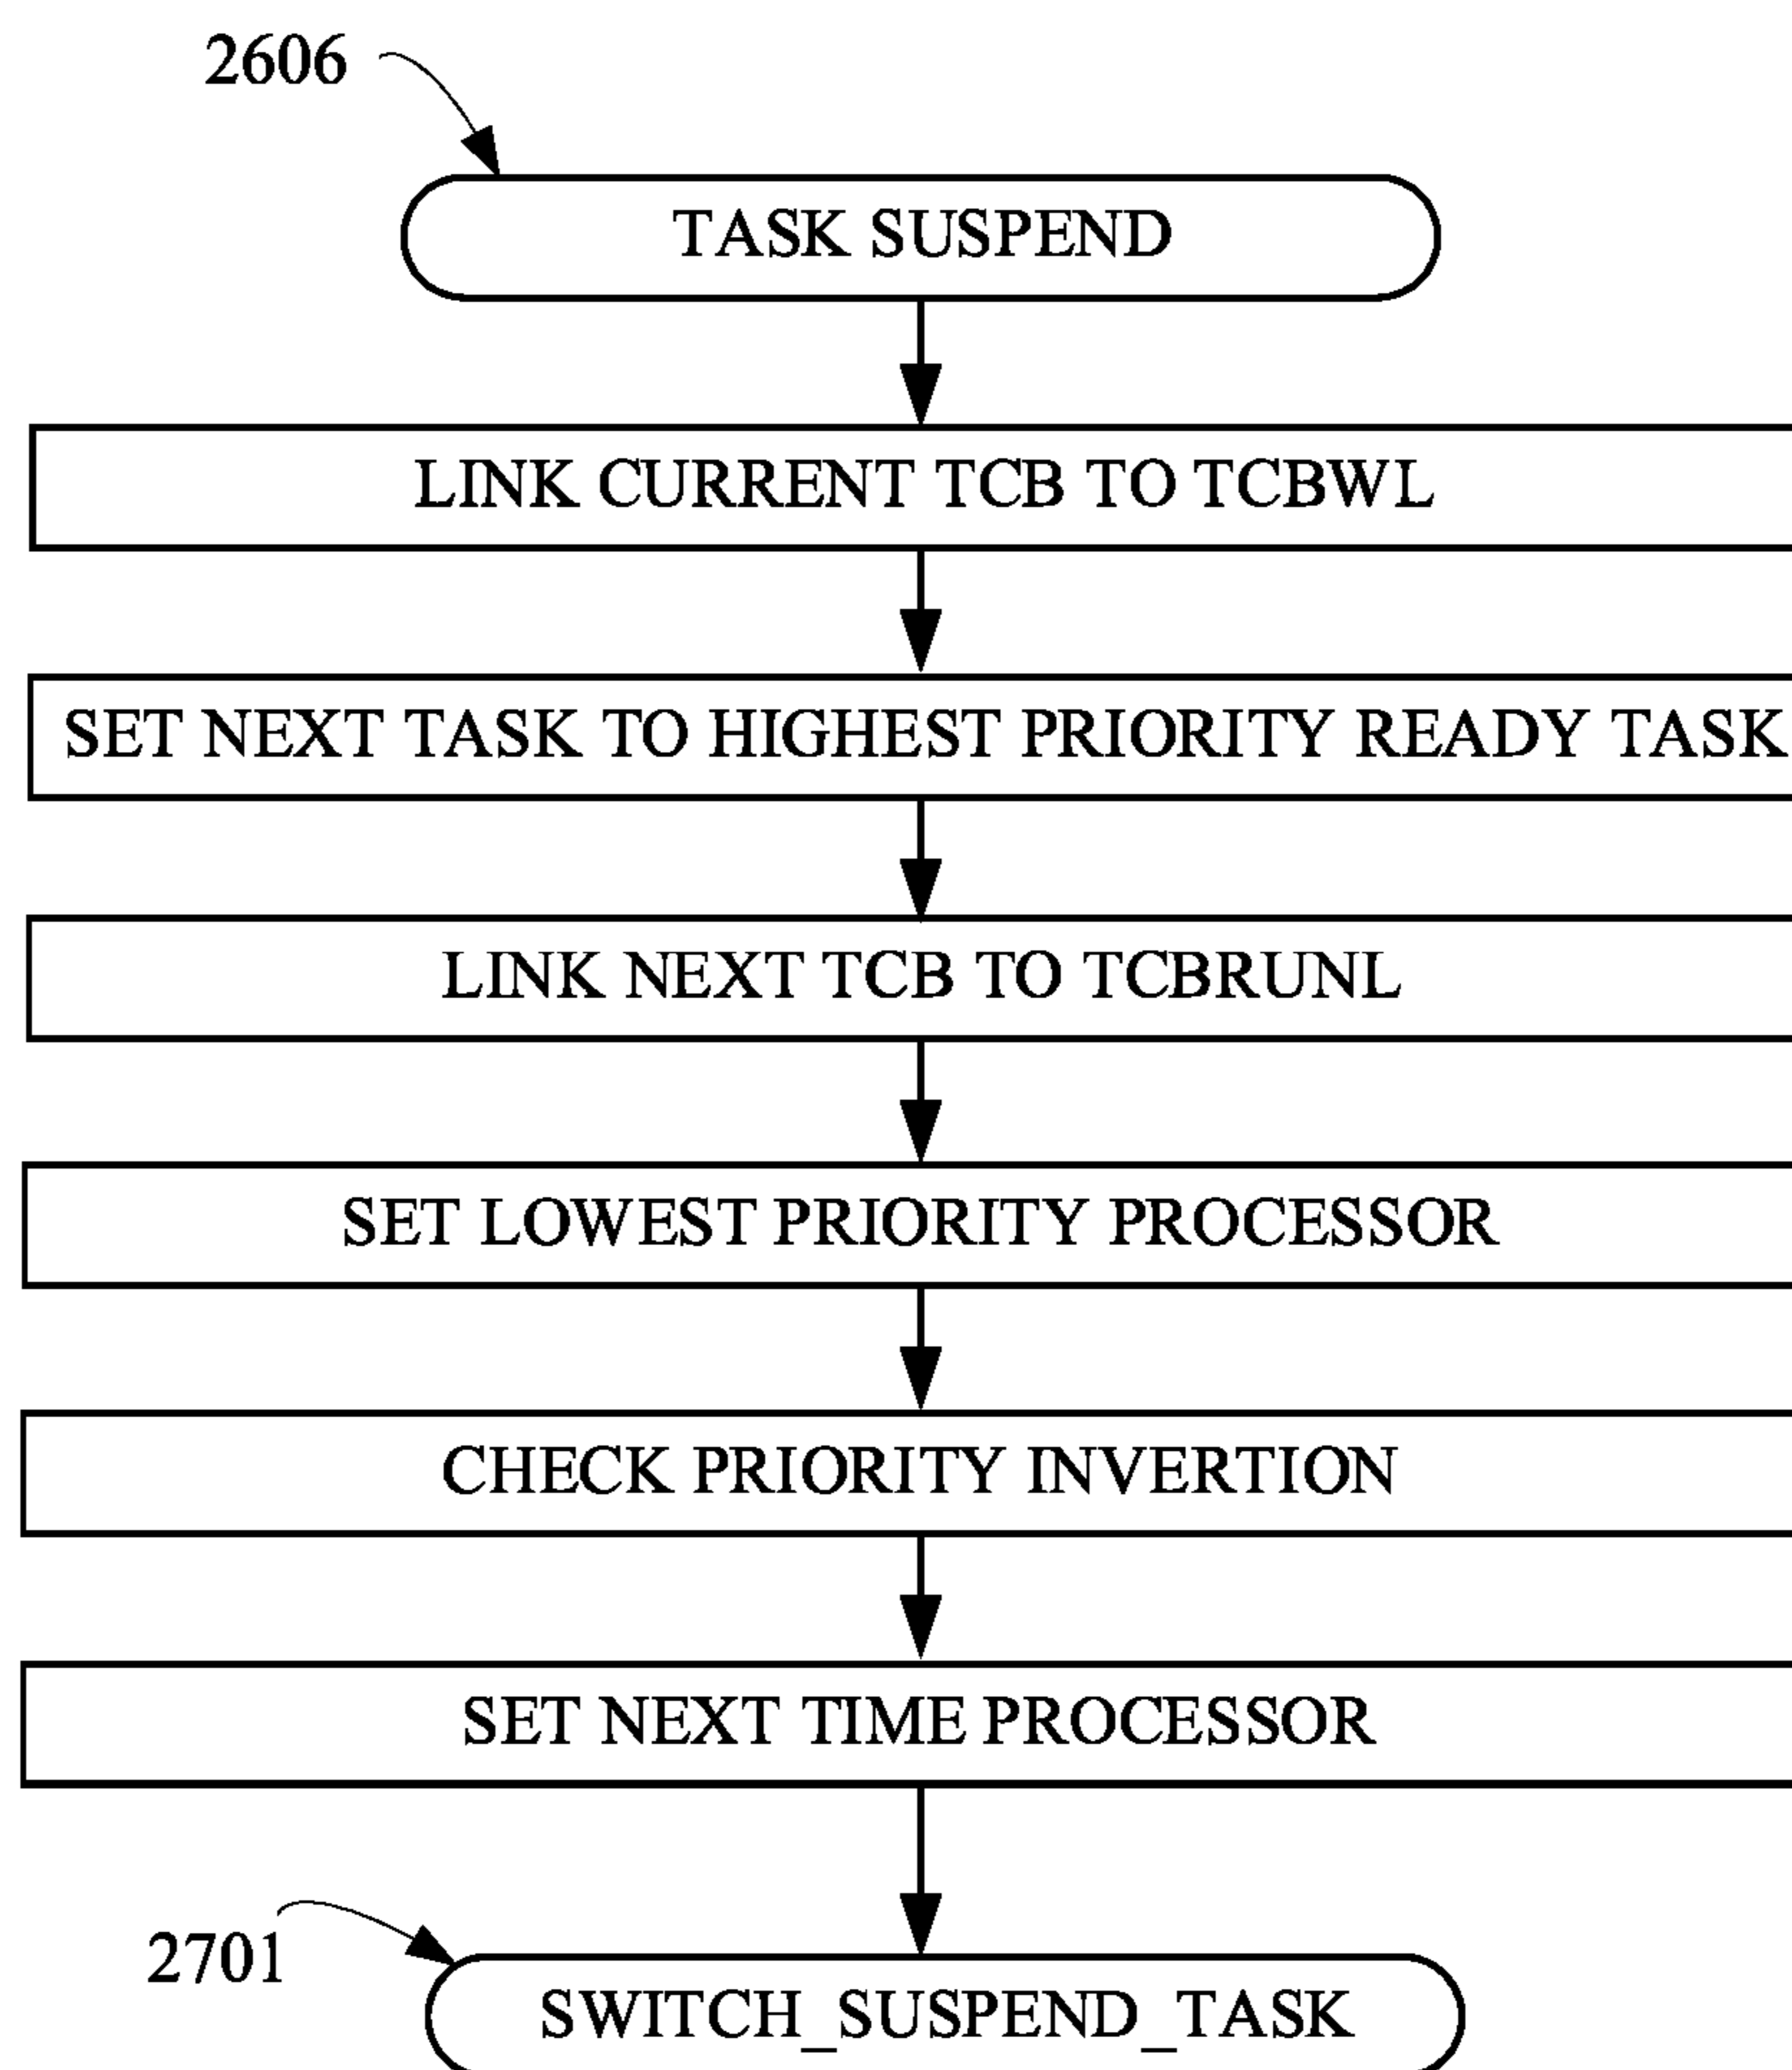 2606
TASK SUSPEND
LINK CURRENT TCB TO TCBWL
SET NEXT TASK TO HIGHEST PRIORITY READY TASK
LINK NEXT TCB TO TCBRUNL
SET LOWEST PRIORITY PROCESSOR
CHECK PRIORITY INVERTION
SET NEXT TIME PROCESSOR
2701
SWITCH_SUSPEND_TASK